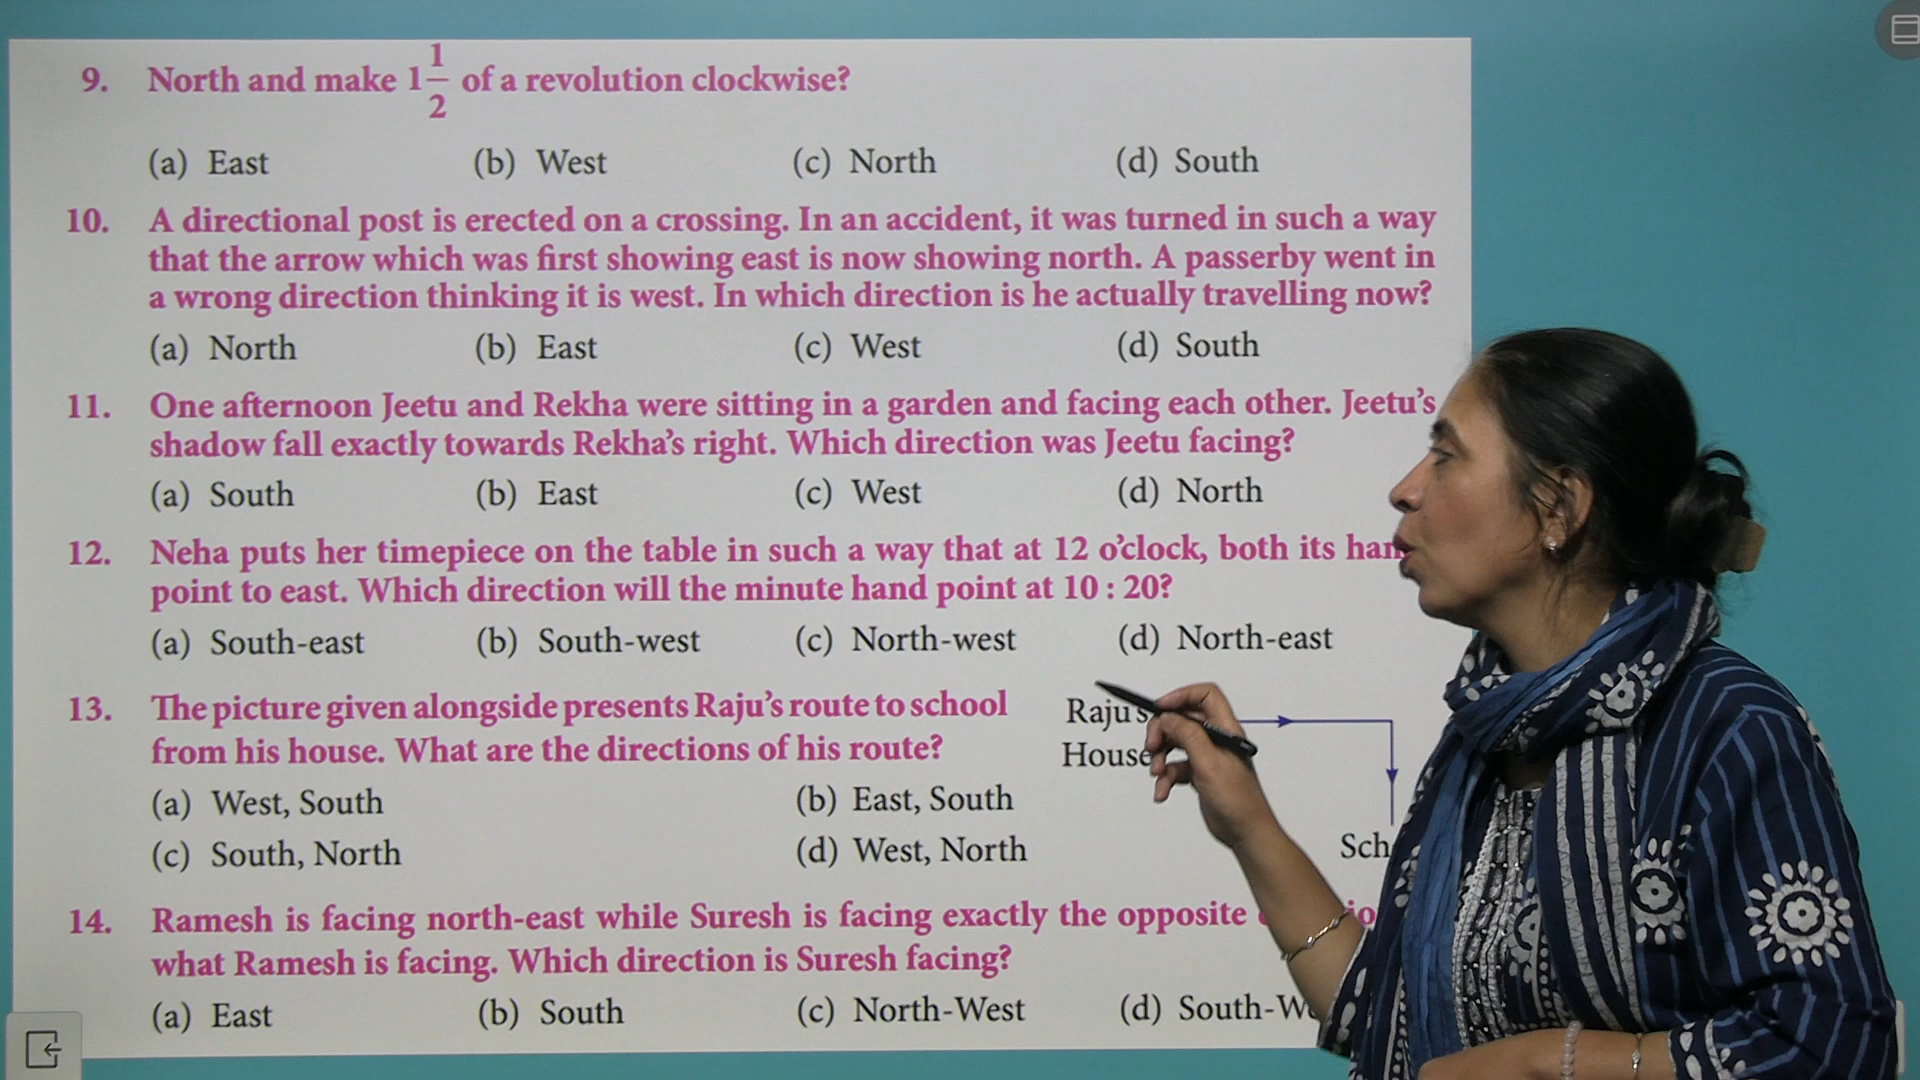 9. North and make 1 1/2 of a revolution clockwise?
(a) East (b) West (c) North (d) South
10. A directional post is erected on a crossing. In an accident, it was turned in such a way
that the arrow which was first showing east is now showing north. A passerby went in
a wrong direction thinking it is west. In which direction is he actually travelling now?
(a) North (b) East (c) West (d) South
11. One afternoon Jeetu and Rekha were sitting in a garden and facing each other. Jeetu's
shadow fall exactly towards Rekha's right. Which direction was Jeetu facing?
(a) South (b) East (c) West (d) North
12. Neha puts her timepiece on the table in such a way that at 12 o'clock, both its
point to east. Which direction will the minute hand point at 10 : 20?
(a) South-east (b) South-west (c) North-west (d) North-east
13. The picture given alongside presents Raju's route to school
from his house. What are the directions of his route?
(a) West, South (b) East, South
(c) South, North (d) West, North
Raju's
House
14. Ramesh is facing north-east while Suresh is facing exactly the opposite
what Ramesh is facing. Which direction is Suresh facing?
(a) East (b) South (c) North-West (d)